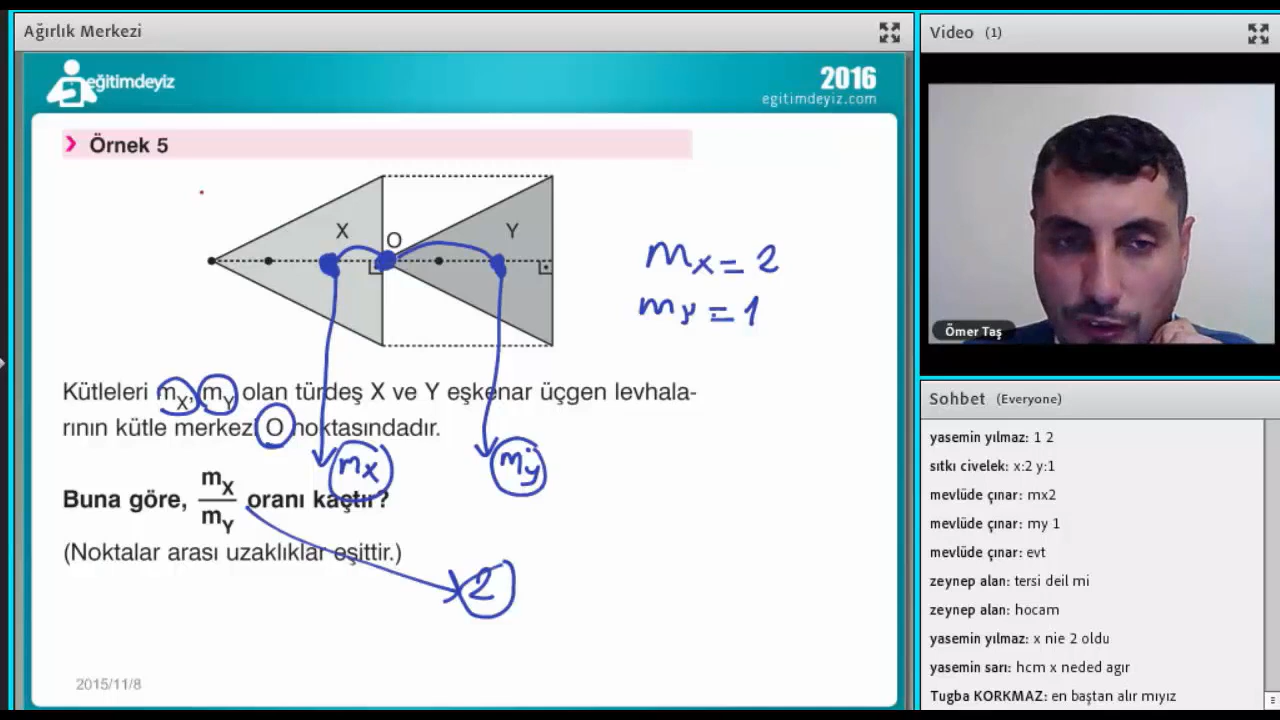 Ağırlık Merkezi
eğitimdeyiz
2016
egitimdeyiz.com
Örnek 5
X
O
Y
mx = 2
my = 1
Kütleleri mX, mY olan türdeş X ve Y eşkenar üçgen levhala-
rının kütle merkezi O noktasındadır.
mx
my
Buna göre, mX/mY oranı kaçtır?
(Noktalar arası uzaklıklar eşittir.)
2
2015/11/8
Video (1)
Ömer Taş
Sohbet (Everyone)
yasemin yılmaz: 1 2
sıtkı civelek: x:2 y:1
mevlüde çınar: mx2
mevlüde çınar: my 1
mevlüde çınar: evt
zeynep alan: tersi deil mi
zeynep alan: hocam
yasemin yılmaz: x nie 2 oldu
yasemin sarı: hcm x neded agır
Tugba KORKMAZ: en baştan alır mıyız